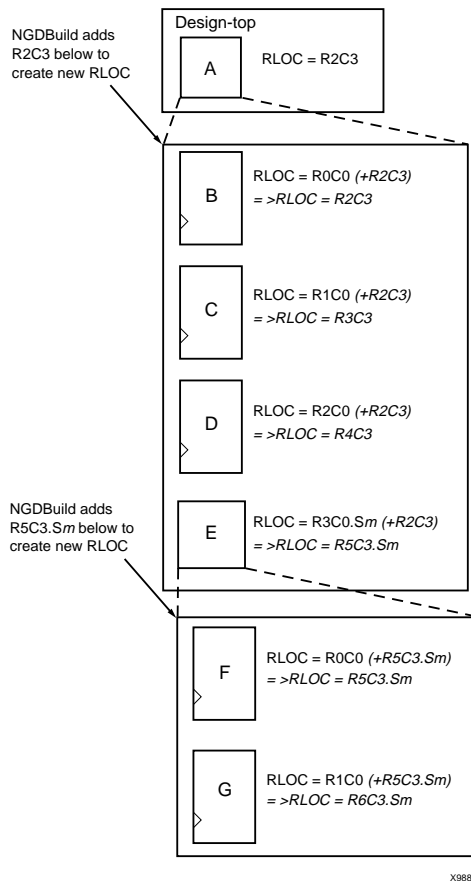 Design-top
NGDBuild adds
R2C3 below to
create new RLOC
A
RLOC = R2C3
B
RLOC = R0C0 (+R2C3)
= >RLOC = R2C3
C
RLOC = R1C0 (+R2C3)
= >RLOC = R3C3
D
RLOC = R2C0 (+R2C3)
= >RLOC = R4C3
NGDBuild adds
R5C3.Sm below to
create new RLOC
E
RLOC = R3C0.Sm (+R2C3)
= >RLOC = R5C3.Sm
F
RLOC = R0C0 (+R5C3.Sm)
= >RLOC = R5C3.Sm
G
RLOC = R1C0 (+R5C3.Sm)
= >RLOC = R6C3.Sm
X988